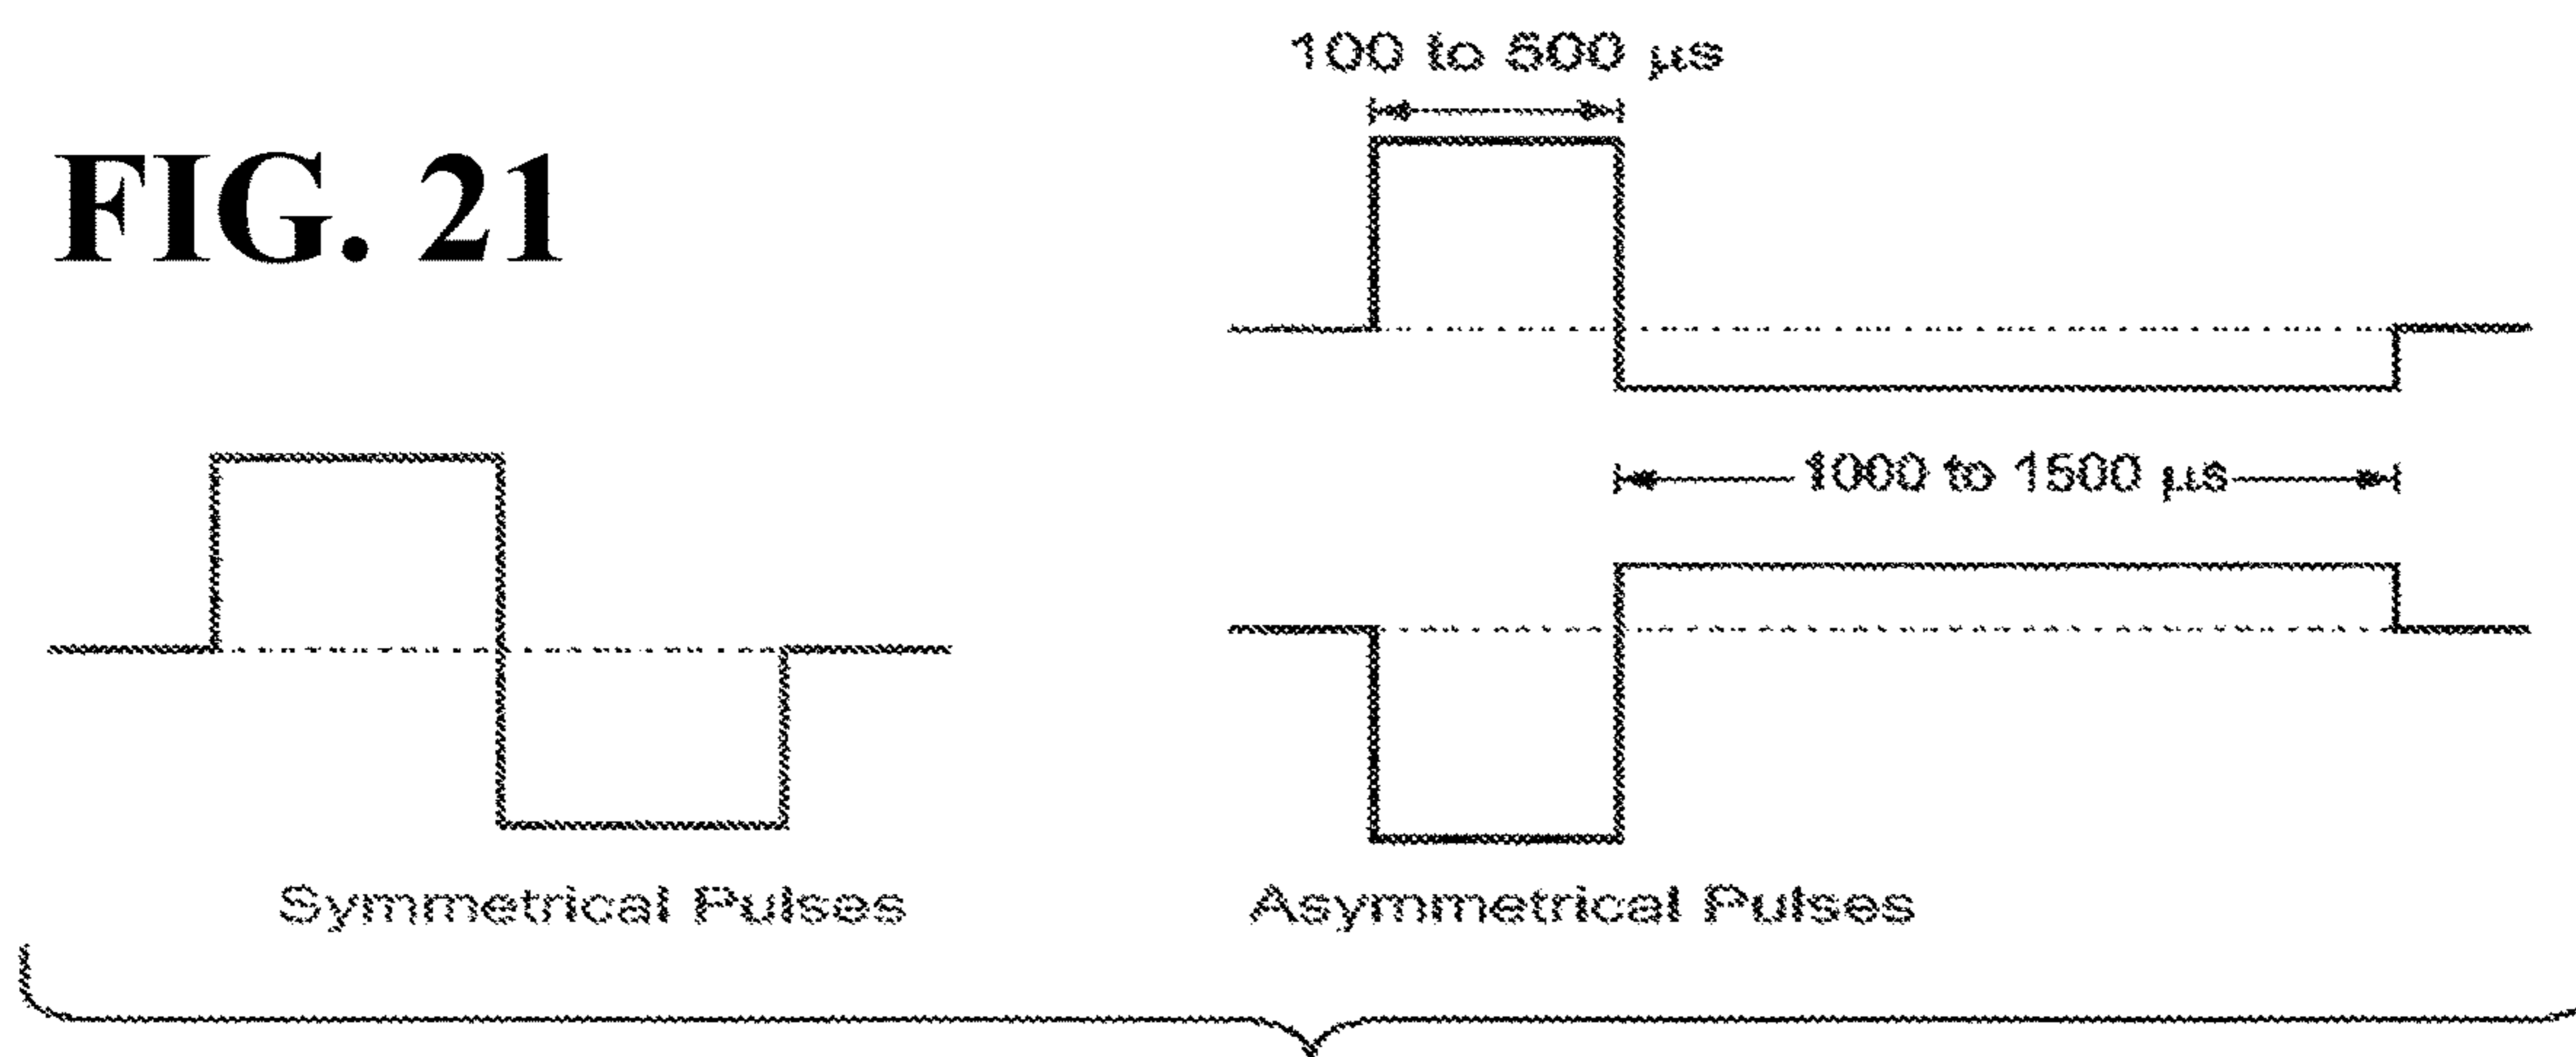 FIG. 21
100 to 500 μs
1000 to 1500 μs
Symmetrical Pulses
Asymmetrical Pulses